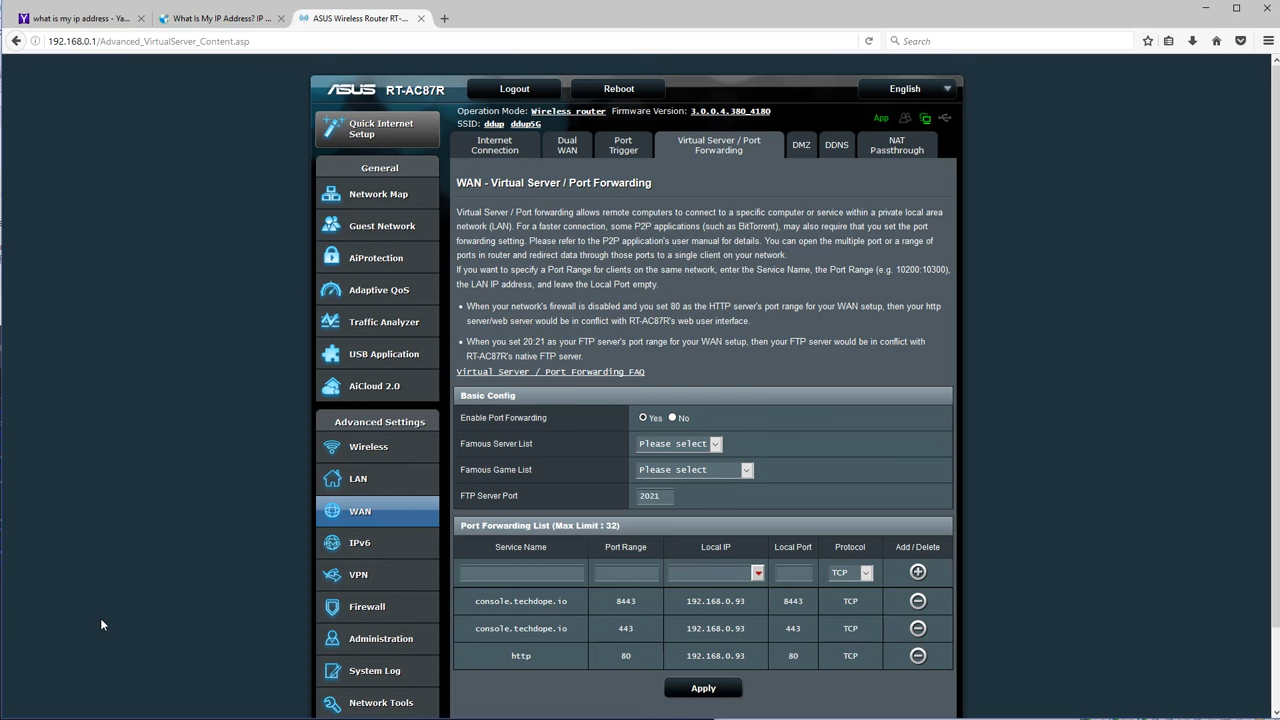 what is my ip address - Ya...
What Is My IP Address? IP ...
ASUS Wireless Router RT-...
192.168.0.1/Advanced_VirtualServer_Content.asp
Search
ASUS RT-AC87R
Logout
Reboot
English
Quick Internet
Setup
Operation Mode: Wireless router Firmware Version: 3.0.0.4.380_4180
SSID: ddup ddup5G
App
Internet
Connection
Dual
WAN
Port
Trigger
Virtual Server / Port
Forwarding
DMZ
DDNS
NAT
Passthrough
General
Network Map
Guest Network
AiProtection
Adaptive QoS
Traffic Analyzer
USB Application
AiCloud 2.0
Advanced Settings
Wireless
LAN
WAN
IPv6
VPN
Firewall
Administration
System Log
Network Tools
WAN - Virtual Server / Port Forwarding
Virtual Server / Port forwarding allows remote computers to connect to a specific computer or service within a private local area
network (LAN). For a faster connection, some P2P applications (such as BitTorrent), may also require that you set the port
forwarding setting. Please refer to the P2P application's user manual for details. You can open the multiple port or a range of
ports in router and redirect data through those ports to a single client on your network.
If you want to specify a Port Range for clients on the same network, enter the Service Name, the Port Range (e.g. 10200:10300),
the LAN IP address, and leave the Local Port empty.
• When your network's firewall is disabled and you set 80 as the HTTP server's port range for your WAN setup, then your http
server/web server would be in conflict with RT-AC87R's web user interface.
• When you set 20:21 as your FTP server's port range for your WAN setup, then your FTP server would be in conflict with
RT-AC87R's native FTP server.
Virtual Server / Port Forwarding FAQ
Basic Config
Enable Port Forwarding Yes No
Famous Server List Please select
Famous Game List Please select
FTP Server Port 2021
Port Forwarding List (Max Limit : 32)
Service Name Port Range Local IP Local Port Protocol Add / Delete
TCP
console.techdope.io 8443 192.168.0.93 8443 TCP
console.techdope.io 443 192.168.0.93 443 TCP
http 80 192.168.0.93 80 TCP
Apply